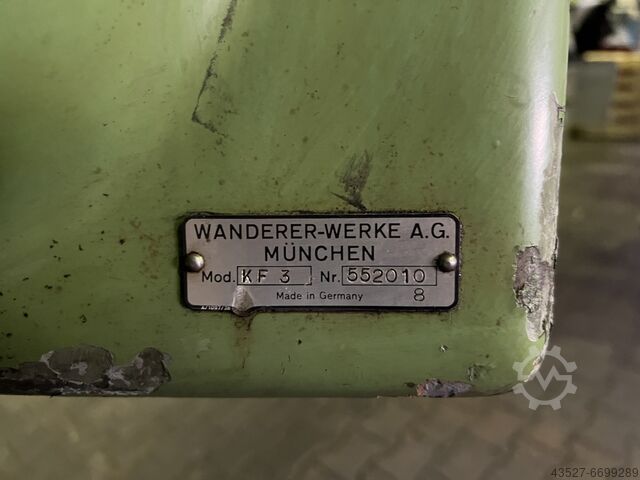 WANDERER-WERKE A.G.
MÜNCHEN
Mod. KF 3 Nr. 552010
Made in Germany 8
43527-6699289